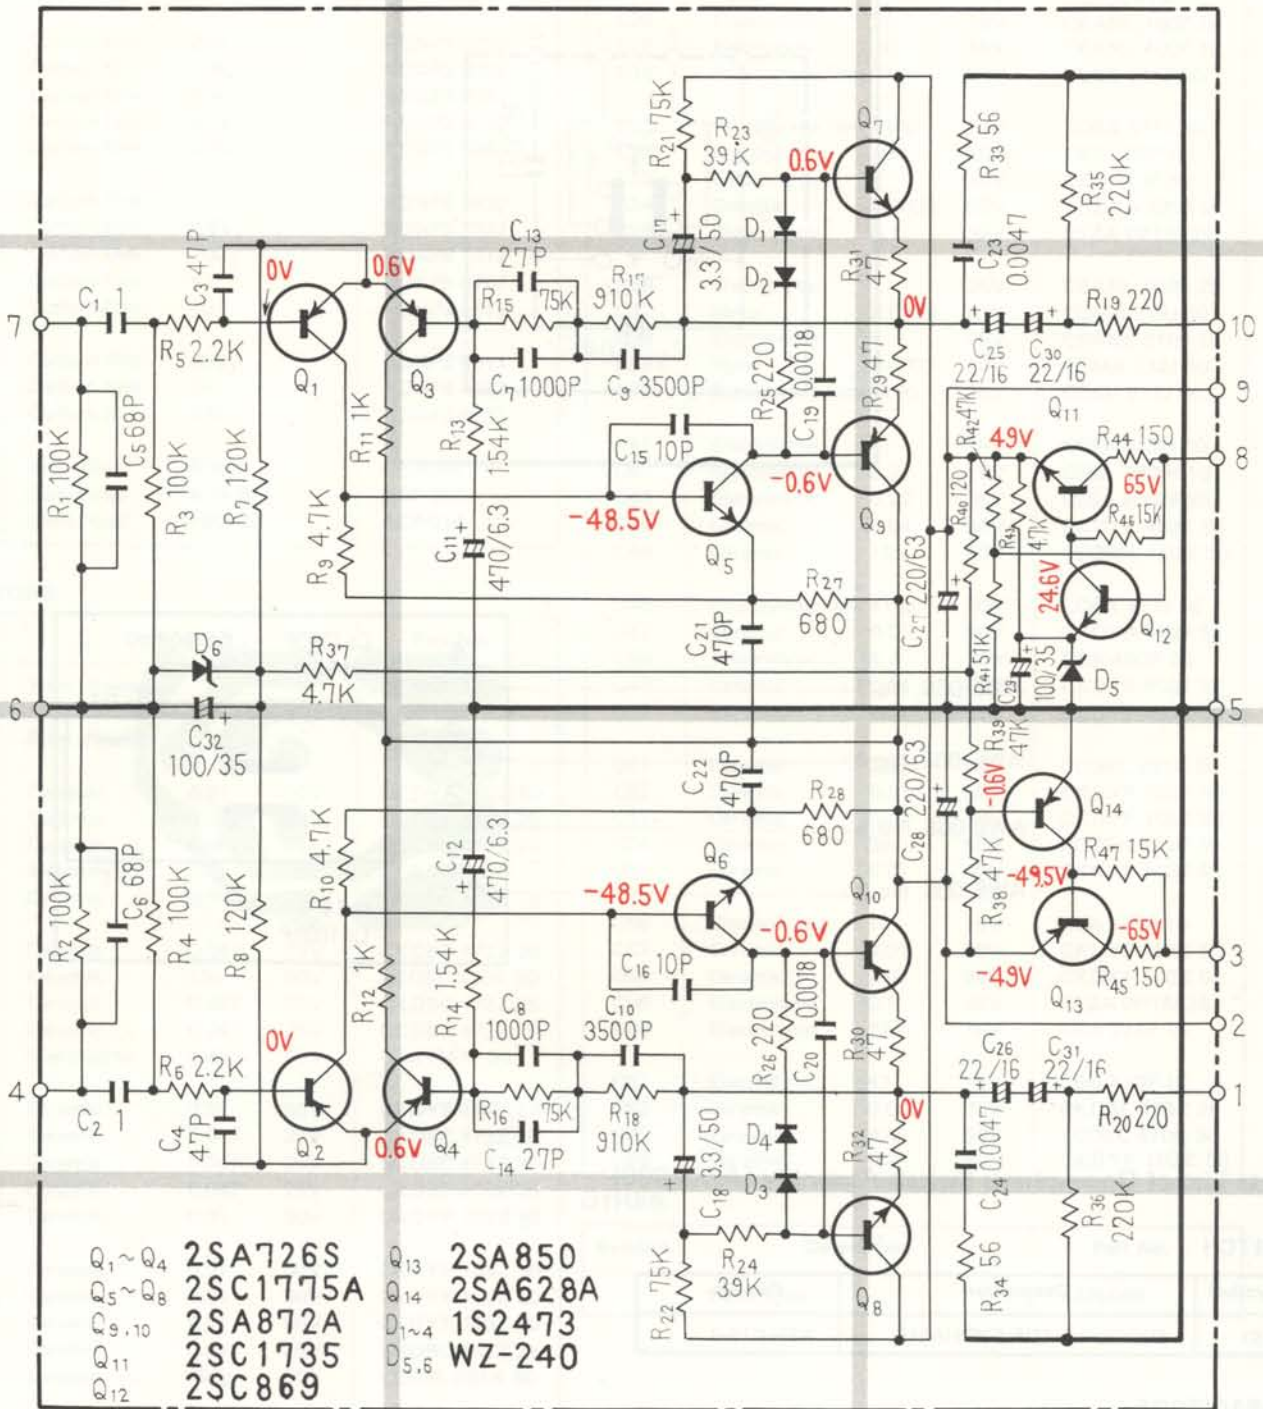 R21 75K
R23
39K
0.6V
Q7
R33 56
R35
220K
C17 3.3/50
D1
D2
R31
47
C23
0.0047
C3 47P
0V
0.6V
C13
27P
R17
910K
R15
75K
0V
R19 220
7
C1 1
R5 2.2K
Q1
Q3
C7 1000P
C9 3500P
R25 220
C19 0.0018
R29 47
C25
22/16
C30
22/16
10
9
R1 100K
C5 68P
R3 100K
R7 120K
R11 1K
R13
1.54K
C15 10P
-0.6V
-48.5V
Q5
Q9
R42 47K
49V
Q11
R44 150
8
65V
R40 120
R43
4.7K
R46 15K
R9 4.7K
C11
470/6.3
R27
680
C27 220/63
24.6V
Q12
C21
470P
D6
R37
4.7K
R41 51K
C29
100/35
D5
6
5
C32
100/35
R39
47K
C22
470P
-0.6V
Q14
R28
680
C28 220/63
R10 4.7K
C12
470/6.3
Q6
R47 15K
-49.5V
R38 47K
-48.5V
Q10
-0.6V
-65V
R2 100K
C6 68P
R4 100K
R8 120K
R12 1K
R14 1.54K
C16 10P
-49V
R45
150
3
Q13
2
R26 220
0.0018
C20
R30
47
C8
1000P
C10
3500P
0V
R6 2.2K
C26
22/16
C31
22/16
4
C2 1
C4
47P
Q2
0.6V
Q4
R16
75K
R18
910K
0V
R20 220
1
C14 27P
C18 3.3/50
D4
D3
R32
47
C24 0.0047
R36
220K
R24
39K
R22 75K
Q8
R34 56
Q1~Q4 2SA726S Q13 2SA850
Q5~Q8 2SC1775A Q14 2SA628A
Q9,10 2SA872A D1~4 1S2473
Q11 2SC1735 D5,6 WZ-240
Q12 2SC869